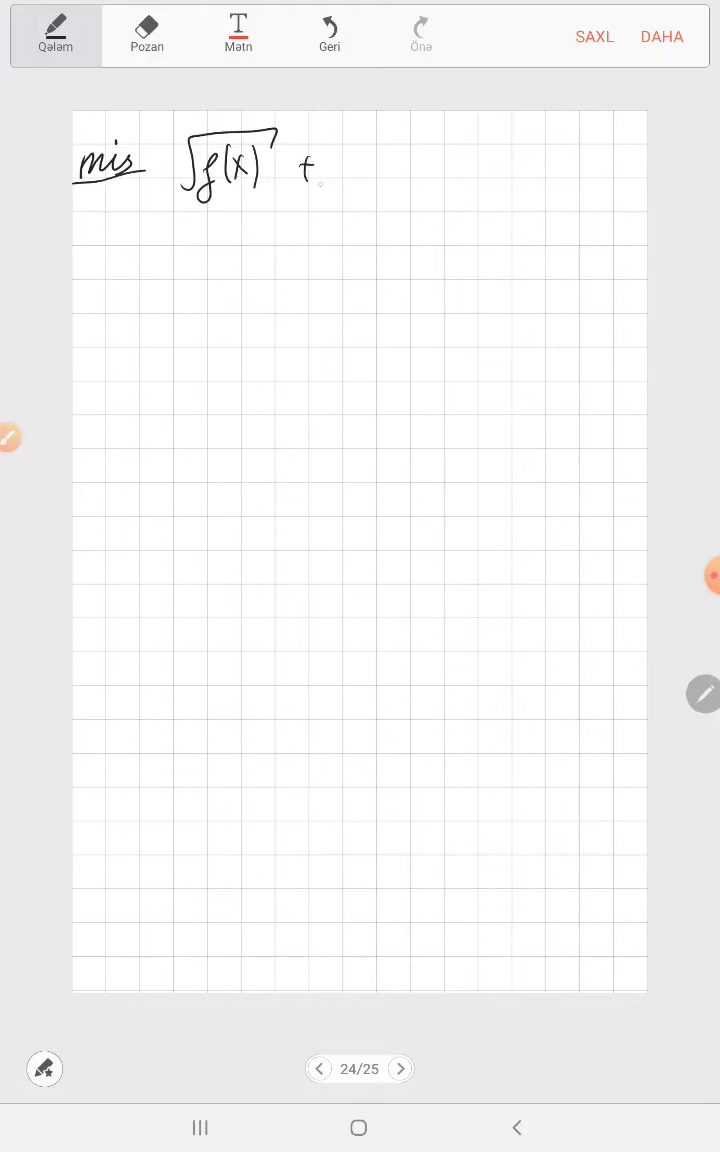 Qələm Pozan Mətn Geri Önə SAXL DAHA
mis √f(x) +
24/25